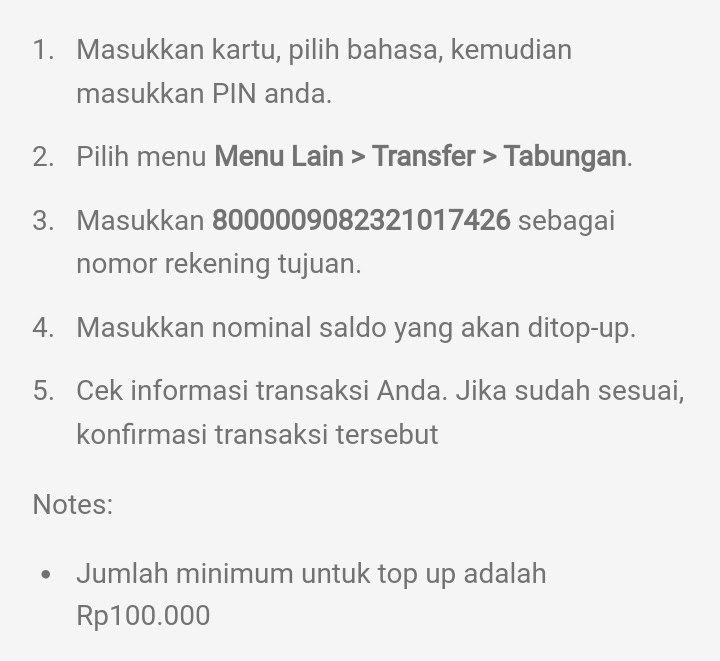 1. Masukkan kartu, pilih bahasa, kemudian
masukkan PIN anda.
2. Pilih menu Menu Lain > Transfer > Tabungan.
3. Masukkan 8000009082321017426 sebagai
nomor rekening tujuan.
4. Masukkan nominal saldo yang akan ditop-up.
5. Cek informasi transaksi Anda. Jika sudah sesuai,
konfirmasi transaksi tersebut
Notes:
• Jumlah minimum untuk top up adalah
Rp100.000